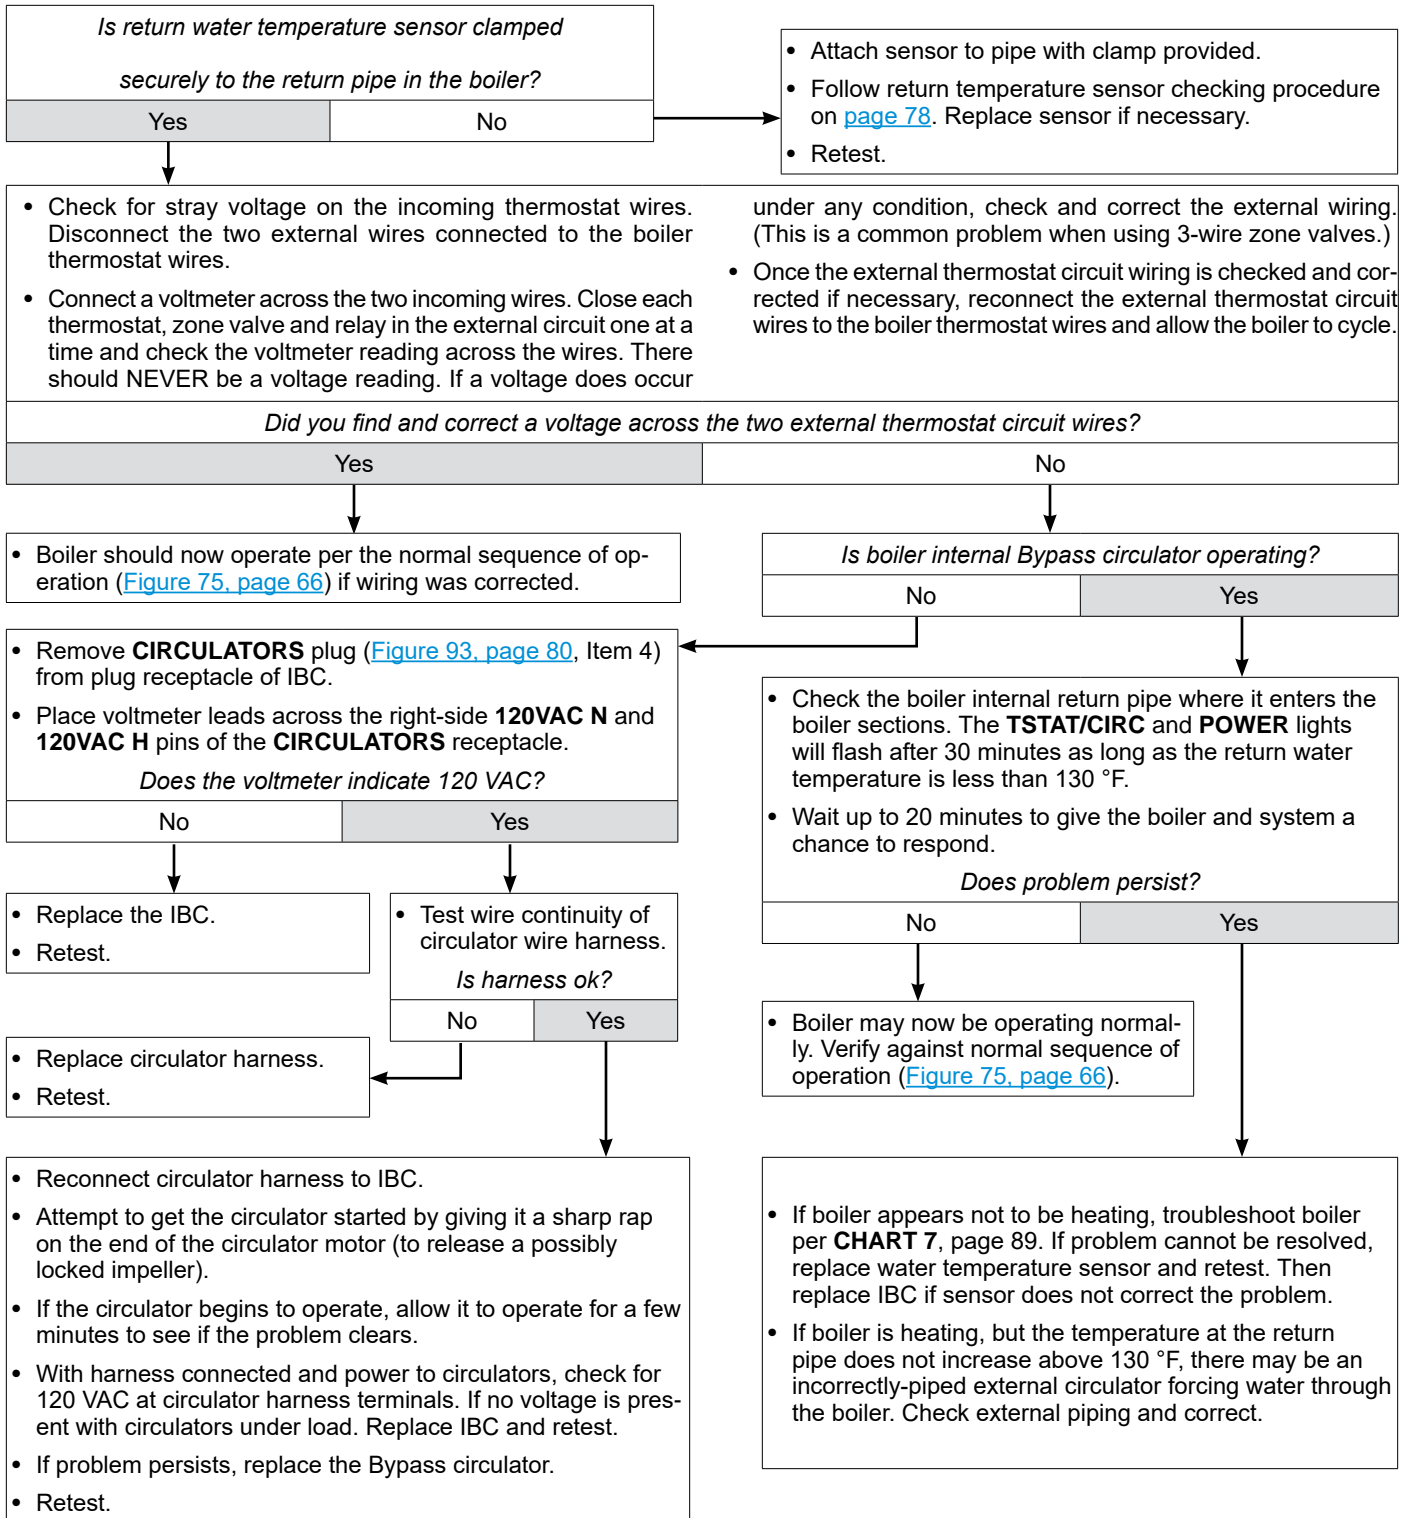 Is return water temperature sensor clamped
securely to the return pipe in the boiler?
Yes
No
• Attach sensor to pipe with clamp provided.
• Follow return temperature sensor checking procedure
on page 78. Replace sensor if necessary.
• Retest.
• Check for stray voltage on the incoming thermostat wires.
Disconnect the two external wires connected to the boiler
thermostat wires.
• Connect a voltmeter across the two incoming wires. Close each
thermostat, zone valve and relay in the external circuit one at a
time and check the voltmeter reading across the wires. There
should NEVER be a voltage reading. If a voltage does occur
under any condition, check and correct the external wiring.
(This is a common problem when using 3-wire zone valves.)
• Once the external thermostat circuit wiring is checked and cor-
rected if necessary, reconnect the external thermostat circuit
wires to the boiler thermostat wires and allow the boiler to cycle.
Did you find and correct a voltage across the two external thermostat circuit wires?
Yes
No
• Boiler should now operate per the normal sequence of op-
eration (Figure 75, page 66) if wiring was corrected.
Is boiler internal Bypass circulator operating?
No
Yes
• Remove CIRCULATORS plug (Figure 93, page 80, Item 4)
from plug receptacle of IBC.
• Place voltmeter leads across the right-side 120VAC N and
120VAC H pins of the CIRCULATORS receptacle.
Does the voltmeter indicate 120 VAC?
No
Yes
• Check the boiler internal return pipe where it enters the
boiler sections. The TSTAT/CIRC and POWER lights
will flash after 30 minutes as long as the return water
temperature is less than 130 °F.
• Wait up to 20 minutes to give the boiler and system a
chance to respond.
Does problem persist?
No
Yes
• Replace the IBC.
• Retest.
• Test wire continuity of
circulator wire harness.
Is harness ok?
No
Yes
• Replace circulator harness.
• Retest.
• Boiler may now be operating normal-
ly. Verify against normal sequence of
operation (Figure 75, page 66).
• Reconnect circulator harness to IBC.
• Attempt to get the circulator started by giving it a sharp rap
on the end of the circulator motor (to release a possibly
locked impeller).
• If the circulator begins to operate, allow it to operate for a few
minutes to see if the problem clears.
• With harness connected and power to circulators, check for
120 VAC at circulator harness terminals. If no voltage is pres-
ent with circulators under load. Replace IBC and retest.
• If problem persists, replace the Bypass circulator.
• Retest.
• If boiler appears not to be heating, troubleshoot boiler
per CHART 7, page 89. If problem cannot be resolved,
replace water temperature sensor and retest. Then
replace IBC if sensor does not correct the problem.
• If boiler is heating, but the temperature at the return
pipe does not increase above 130 °F, there may be an
incorrectly-piped external circulator forcing water through
the boiler. Check external piping and correct.